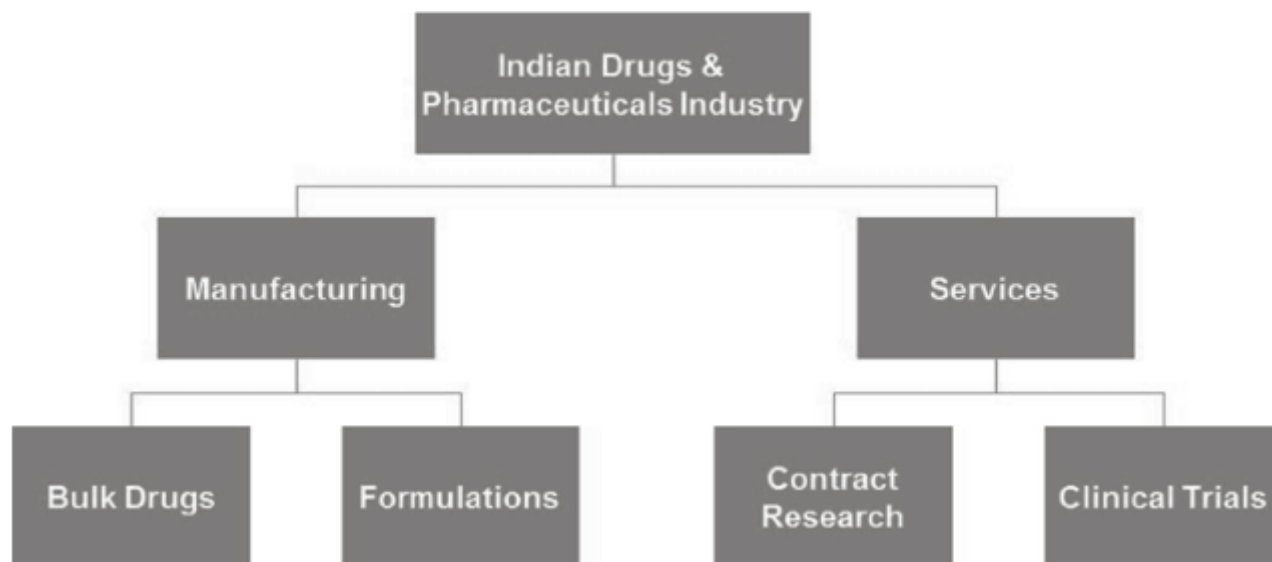 Indian Drugs &
Pharmaceuticals Industry
Manufacturing
Services
Bulk Drugs
Formulations
Contract
Research
Clinical Trials